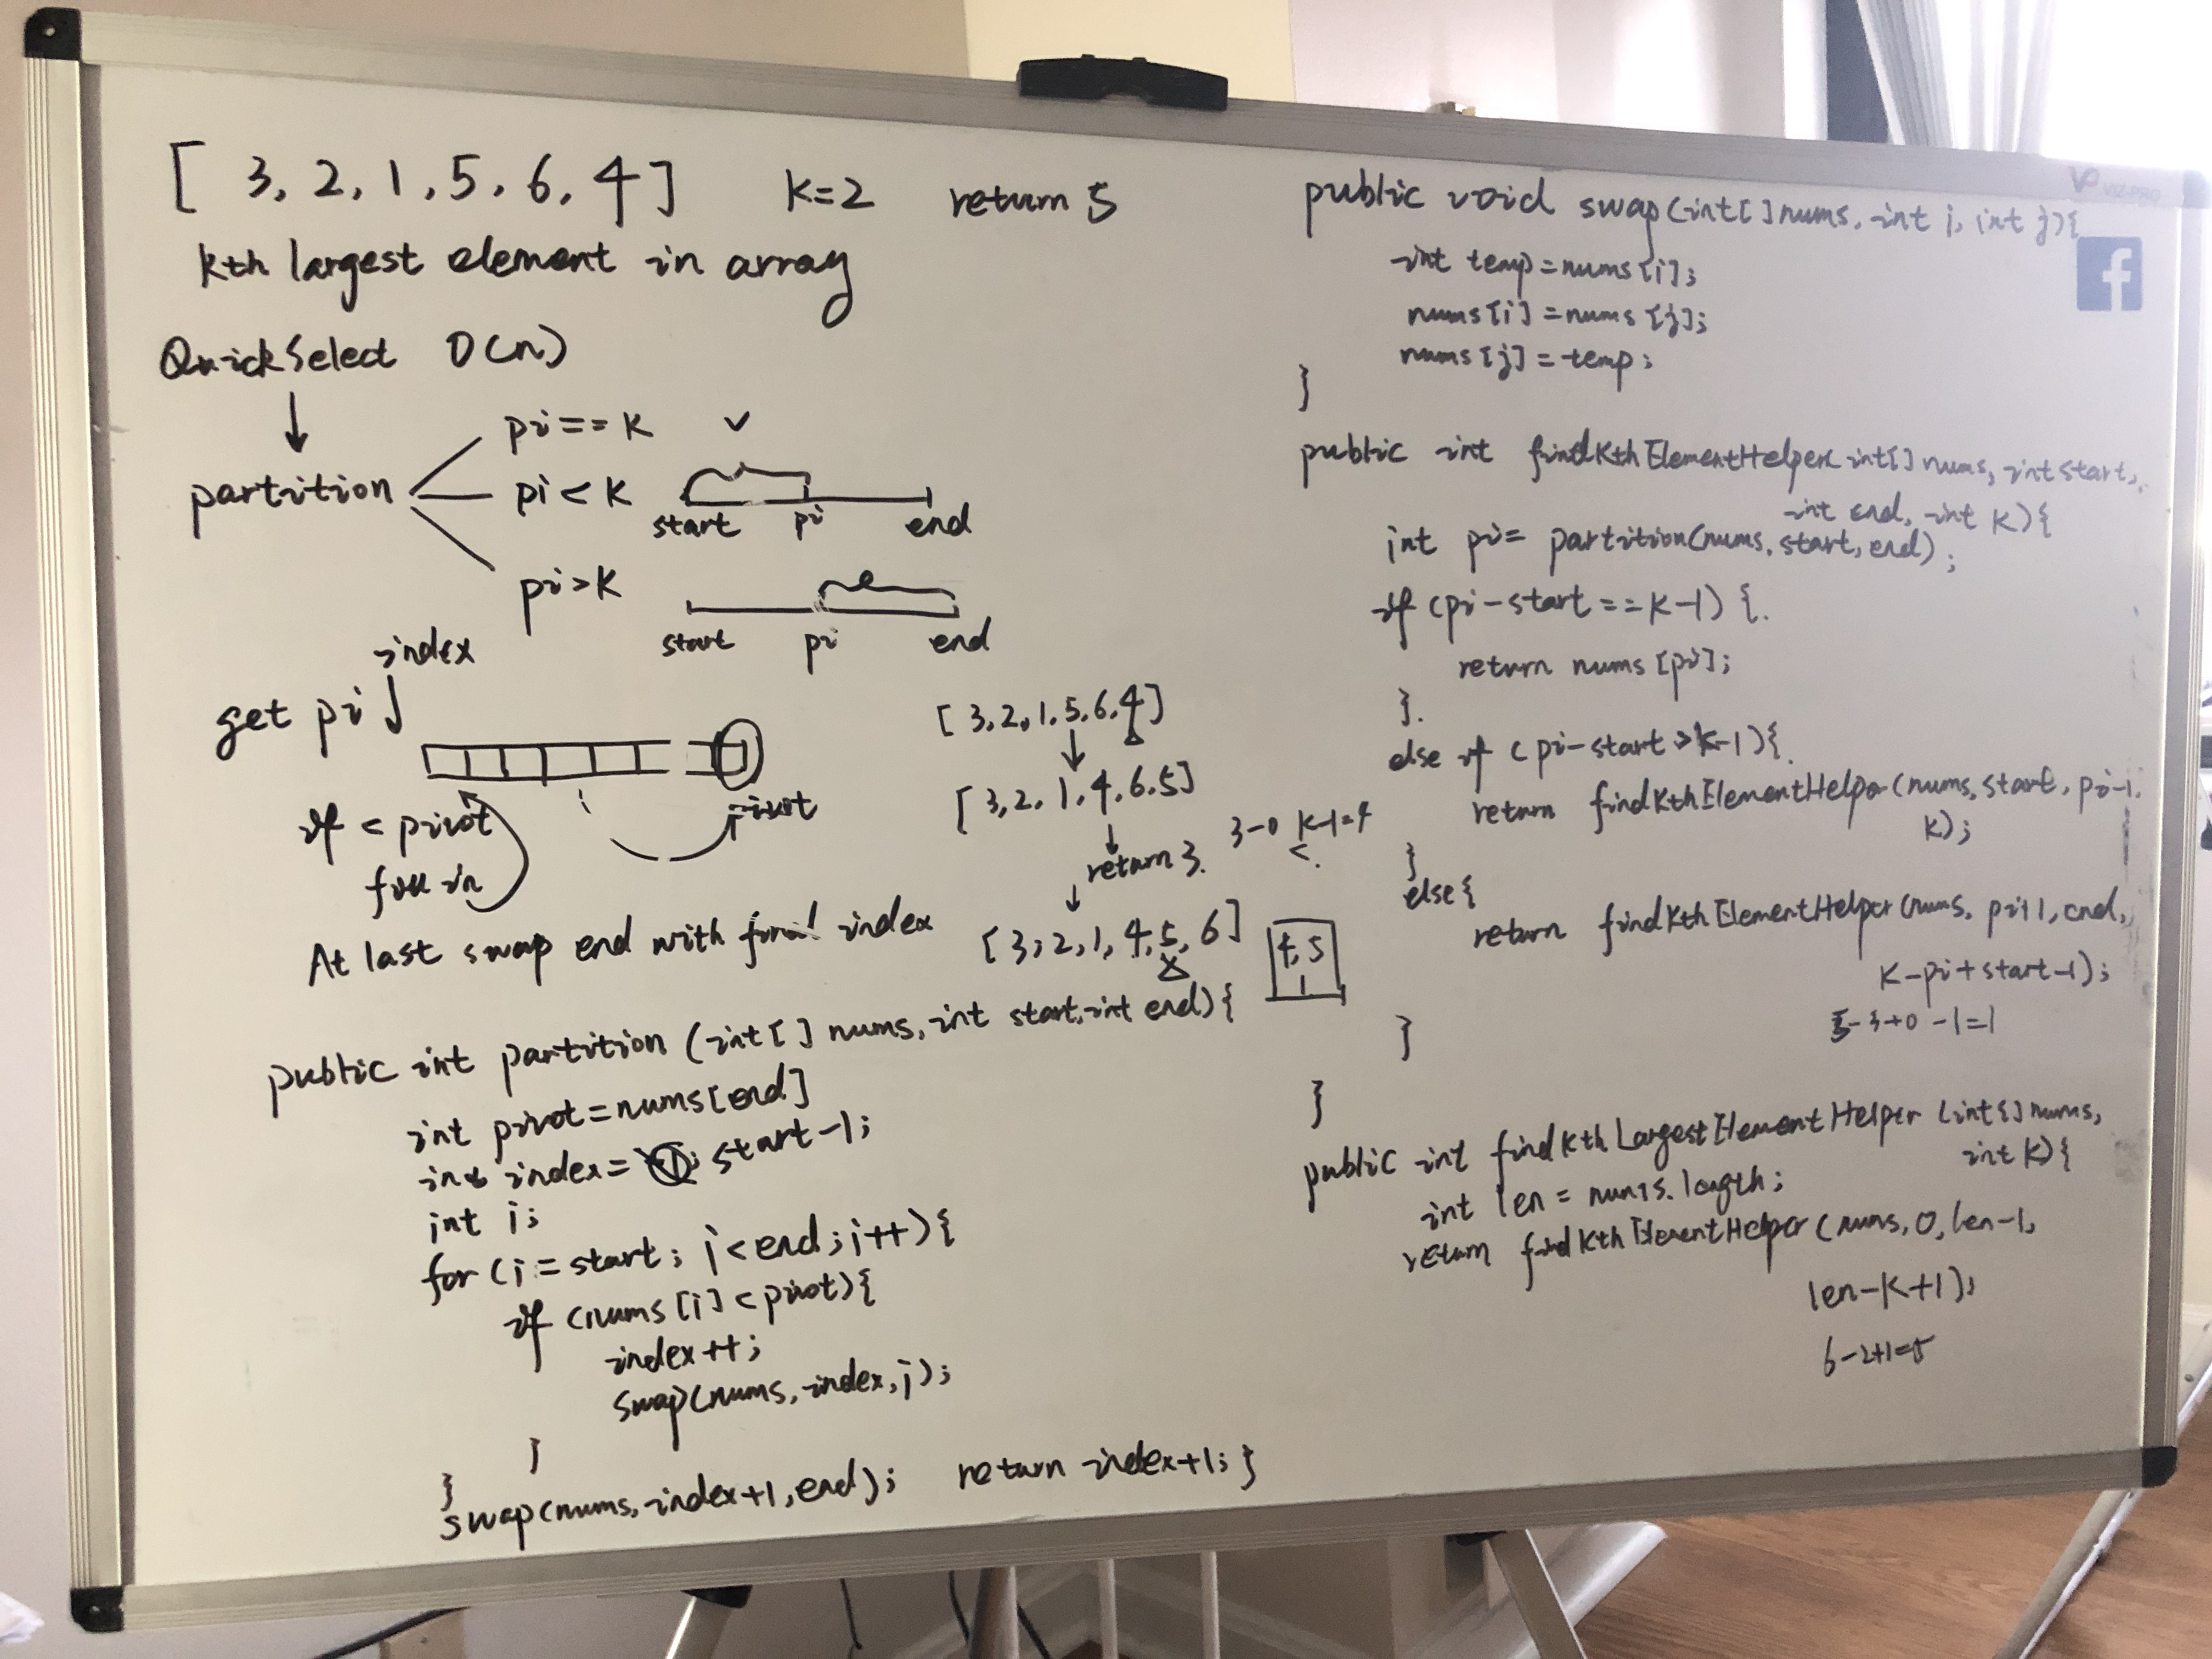 [ 3, 2, 1, 5, 6, 4 ] K=2 return 5
kth largest element in array
QuickSelect O(n)
partition
pi == K ✓
pi < K
start pi end
pi > K
start pi end
index
get pi
if < pivot
pivot
fill in
At last swap end with final index
[ 3, 2, 1, 5, 6, 4 ]
[ 3, 2, 1, 4, 6, 5 ]
return 3. 3-0 K-1=4
<.
[ 3, 2, 1, 4, 5, 6 ]
4, 5
1
public int partition (int[] nums, int start, int end) {
int pivot = nums[end]
int index = start-1;
int i;
for (i = start; i < end; i++) {
if (nums[i] < pivot) {
index++;
swap(nums, index, i);
}
}
swap(nums, index+1, end); return index+1; }
VIZ-PRO
public void swap(int[] nums, int i, int j) {
int temp = nums[i];
nums[i] = nums[j];
nums[j] = temp;
}
public int findKthElementHelper(int[] nums, int start,
int end, int K) {
int pi = partition(nums, start, end);
if (pi-start == K-1) {
return nums[pi];
}
else if (pi-start > K-1) {
return findKthElementHelper(nums, start, pi-1,
K);
}
else {
return findKthElementHelper(nums, pi+1, end,
K-pi+start-1);
5-3+0-1=1
}
}
public int findKthLargestElementHelper (int[] nums,
int K) {
int len = nums.length;
return findKthElementHelper (nums, 0, len-1,
len-K+1);
6-2+1=5